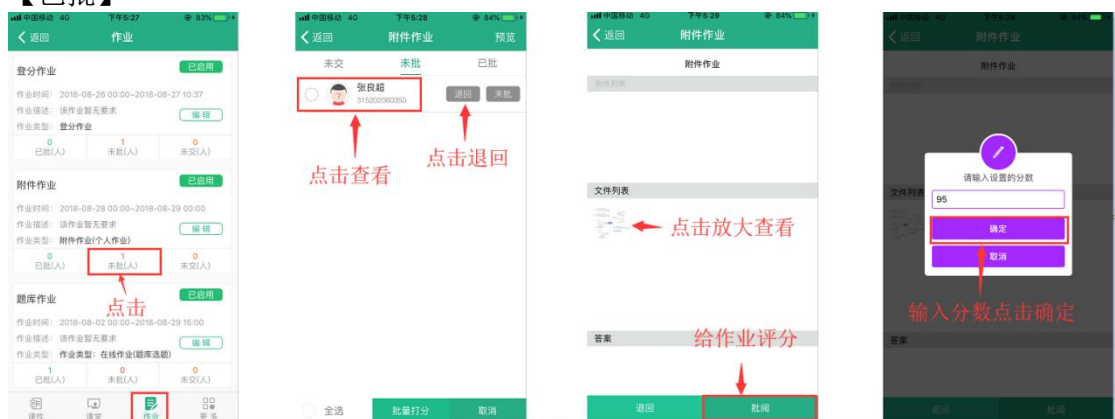 【已批】
中国移动 4G 下午5:27 83%
返回 作业
登分作业 已启用
作业时间: 2018-08-26 00:00~2018-08-27 10:37
作业描述: 该作业暂无要求 编辑
作业类型: 登分作业
0 1 0
已批(人) 未批(人) 未交(人)
附件作业 已启用
作业时间: 2018-08-28 00:00~2018-08-29 00:00
作业描述: 该作业暂无要求 编辑
作业类型: 附件作业(个人作业)
0 1 0
已批(人) 未批(人) 未交(人)
点击
题库作业 已启用
作业时间: 2018-08-02 00:00~2018-08-29 15:00
作业描述: 该作业暂无要求 编辑
作业类型: 作业类型: 在线作业(题库选题)
1 0 0
已批(人) 未批(人) 未交(人)
课件 课堂 作业 更多
中国移动 4G 下午5:28 84%
返回 附件作业 预览
未交 未批 已批
张良超
315202060350 退回 未批
点击查看 点击退回
全选 批量打分 取消
中国移动 4G 下午5:29 84%
返回 附件作业
附件作业
附件列表
文件列表
点击放大查看
答案
给作业评分
退回 批阅
中国移动 4G 下午5:29 84%
返回 附件作业
附件作业
请输入设置的分数
文件列表
95
确定
取消
输入分数点击确定
答案
退回 批阅